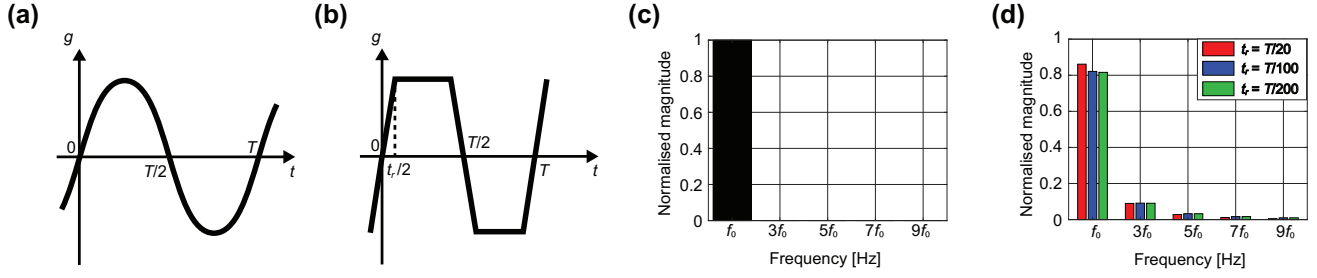 (a)
g
0
T/2
T
t
(b)
g
0
t_r/2
T/2
T
t
(c)
Normalised magnitude
1
0.8
0.6
0.4
0.2
0
f₀ 3f₀ 5f₀ 7f₀ 9f₀
Frequency [Hz]
(d)
Normalised magnitude
1
0.8
0.6
0.4
0.2
0
t_r = T/20
t_r = T/100
t_r = T/200
f₀ 3f₀ 5f₀ 7f₀ 9f₀
Frequency [Hz]